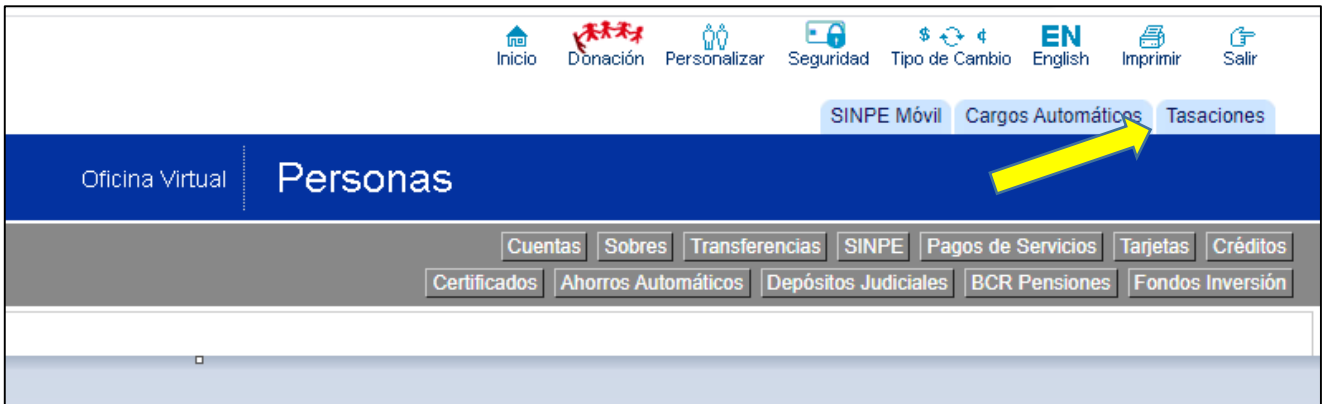 Inicio Donación Personalizar Seguridad $ ¢ Tipo de Cambio EN English Imprimir Salir
SINPE Móvil Cargos Automáticos Tasaciones
Oficina Virtual Personas
Cuentas Sobres Transferencias SINPE Pagos de Servicios Tarjetas Créditos
Certificados Ahorros Automáticos Depósitos Judiciales BCR Pensiones Fondos Inversión